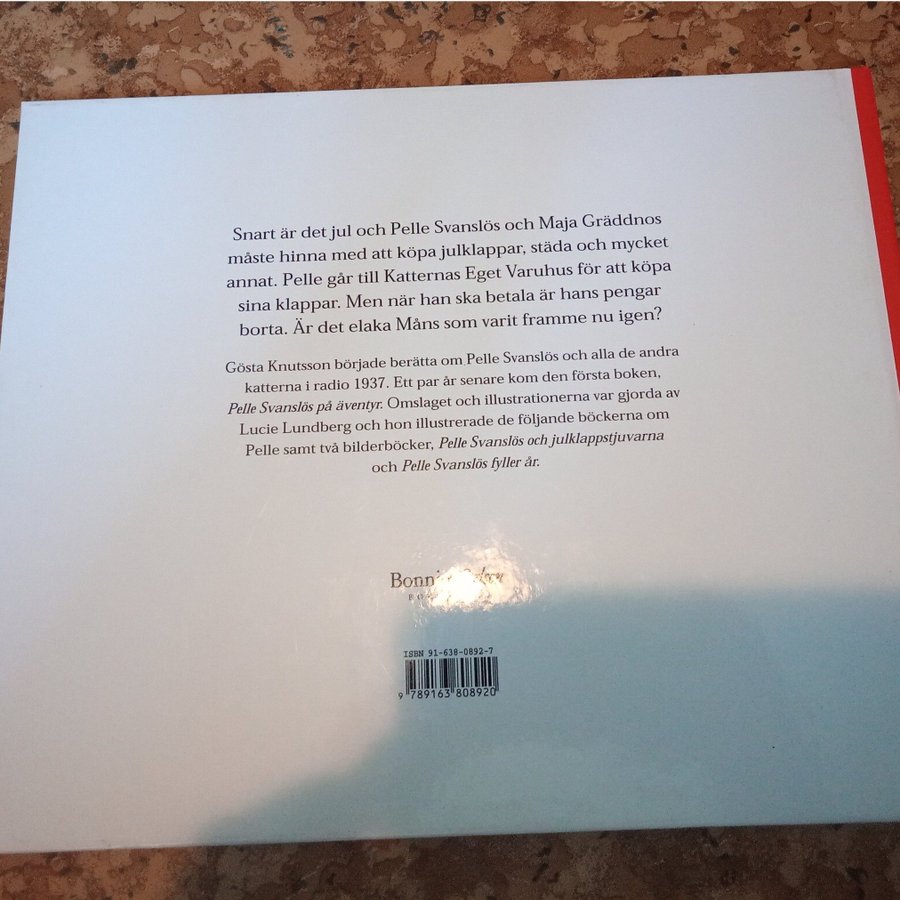 Snart är det jul och Pelle Svanslös och Maja Gräddnos
måste hinna med att köpa julklappar, städa och mycket
annat. Pelle går till Katternas Eget Varuhus för att köpa
sina klappar. Men när han ska betala är hans pengar
borta. Är det elaka Måns som varit framme nu igen?
Gösta Knutsson började berätta om Pelle Svanslös och alla de andra
katterna i radio 1937. Ett par år senare kom den första boken,
Pelle Svanslös på äventyr. Omslaget och illustrationerna var gjorda av
Lucie Lundberg och hon illustrerade de följande böckerna om
Pelle samt två bilderböcker, Pelle Svanslös och julklappstjuvarna
och Pelle Svanslös fyller år.
ISBN 91-638-0892-7
9 789163 808920